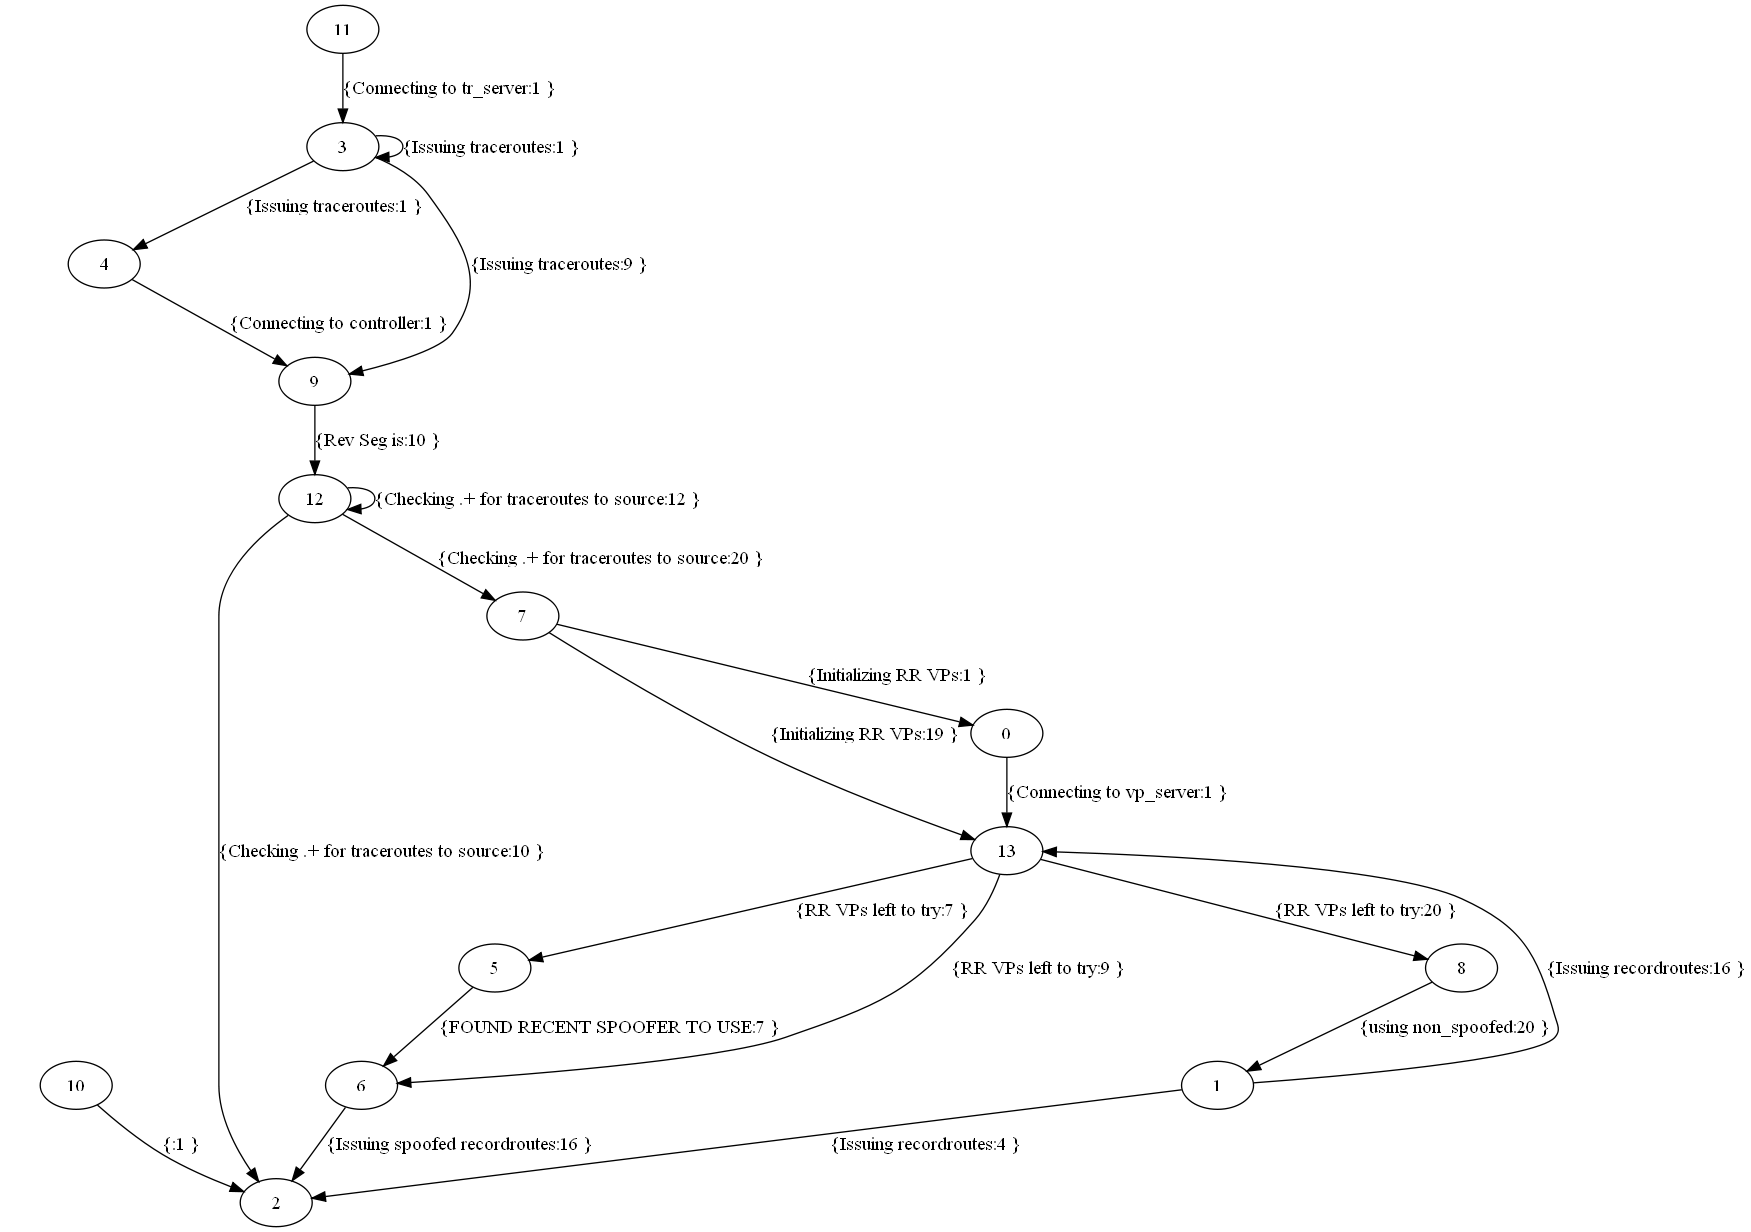 11
{Connecting to tr_server:1 }
3
{Issuing traceroutes:1 }
{Issuing traceroutes:1 }
4
{Issuing traceroutes:9 }
{Connecting to controller:1 }
9
{Rev Seg is:10 }
12
{Checking .+ for traceroutes to source:12 }
{Checking .+ for traceroutes to source:20 }
7
{Initializing RR VPs:1 }
{Initializing RR VPs:19 }
0
{Connecting to vp_server:1 }
{Checking .+ for traceroutes to source:10 }
13
{RR VPs left to try:7 }
{RR VPs left to try:20 }
5
{RR VPs left to try:9 }
8
{Issuing recordroutes:16 }
{FOUND RECENT SPOOFER TO USE:7 }
{using non_spoofed:20 }
10
6
1
{:1 }
{Issuing spoofed recordroutes:16 }
{Issuing recordroutes:4 }
2